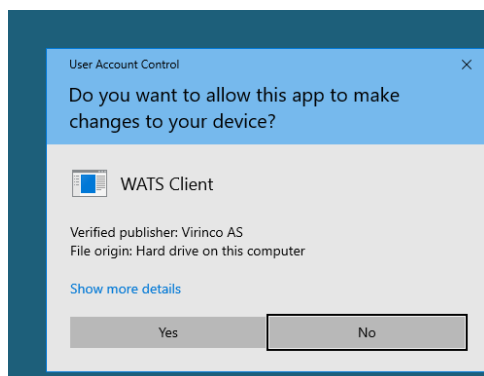 User Account Control
Do you want to allow this app to make
changes to your device?
WATS Client
Verified publisher: Virinco AS
File origin: Hard drive on this computer
Show more details
Yes
No